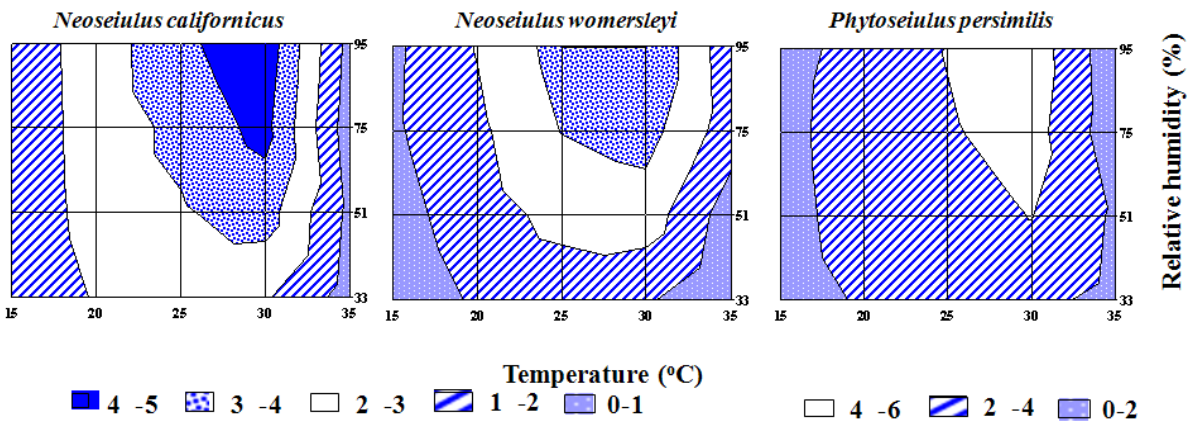 Neoseiulus californicus
Neoseiulus womersleyi
Phytoseiulus persimilis
95
75
51
33
15 20 25 30 35
95
75
51
33
15 20 25 30 35
95
75
51
33
15 20 25 30 35
Relative humidity (%)
Temperature (°C)
4 -5 3 -4 2 -3 1 -2 0-1
4 -6 2 -4 0-2